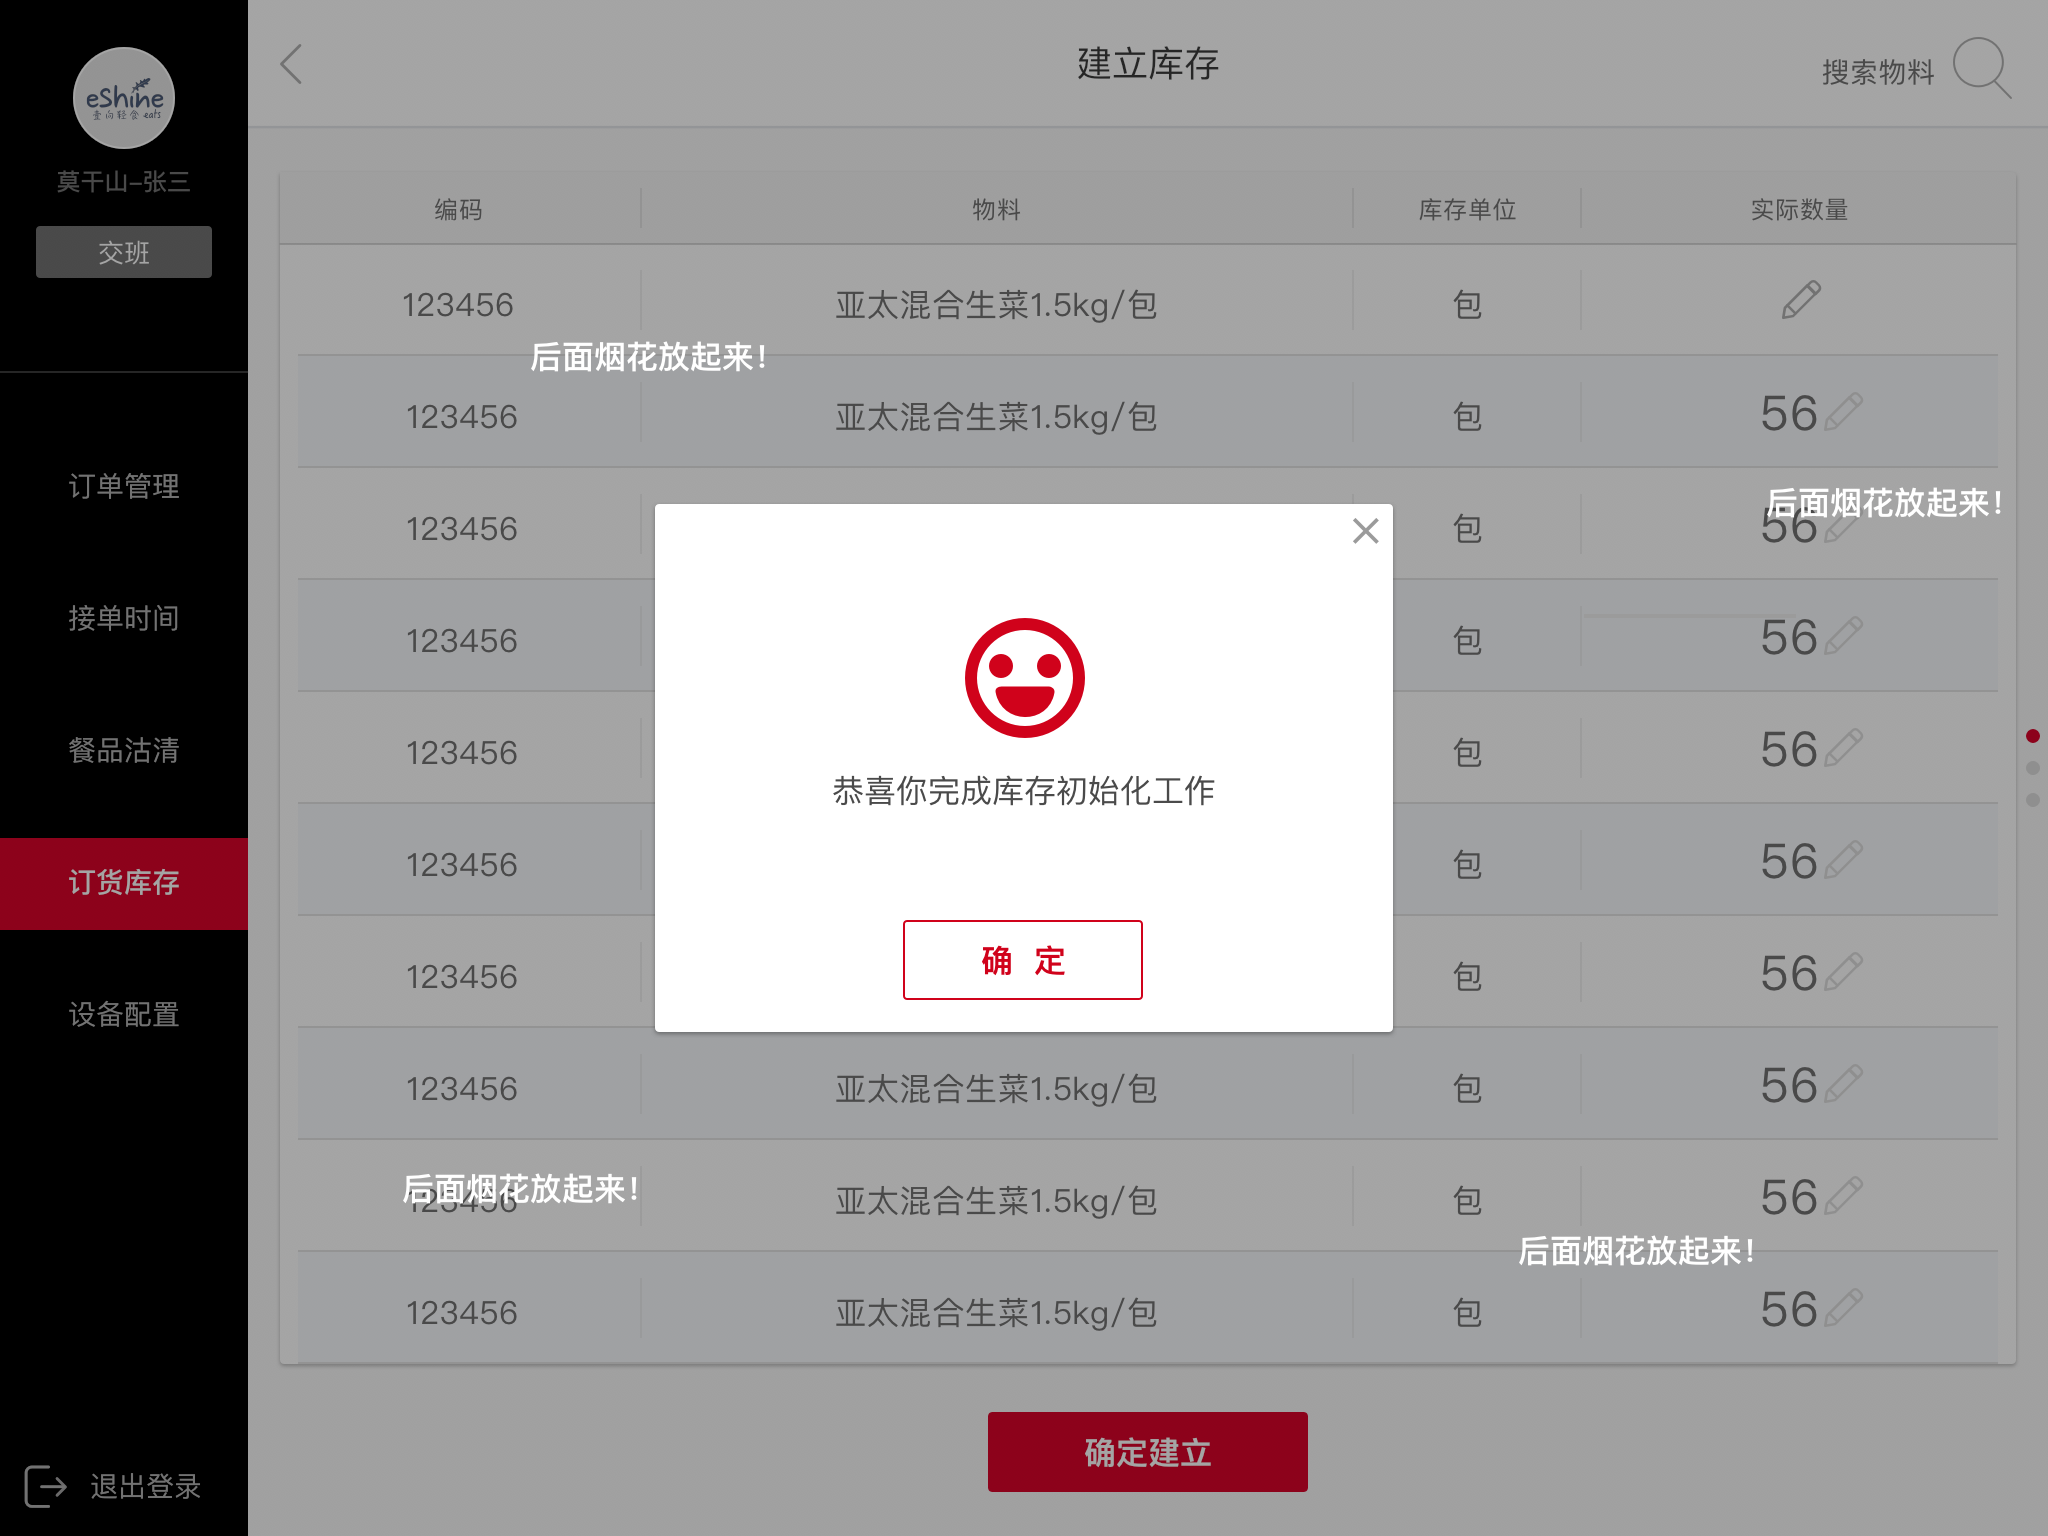 eShine
壹向轻食 eats
莫干山-张三
交班
订单管理
接单时间
餐品沽清
订货库存
设备配置
退出登录
建立库存
搜索物料
编码 物料 库存单位 实际数量
123456 亚太混合生菜1.5kg/包 包
后面烟花放起来!
123456 亚太混合生菜1.5kg/包 包 56
后面烟花放起来!
123456 包 56
123456 包 56
123456 包 56
123456 包 56
123456 包 56
恭喜你完成库存初始化工作
确 定
123456 亚太混合生菜1.5kg/包 包 56
后面烟花放起来!
123456 亚太混合生菜1.5kg/包 包 56
后面烟花放起来!
123456 亚太混合生菜1.5kg/包 包 56
确定建立